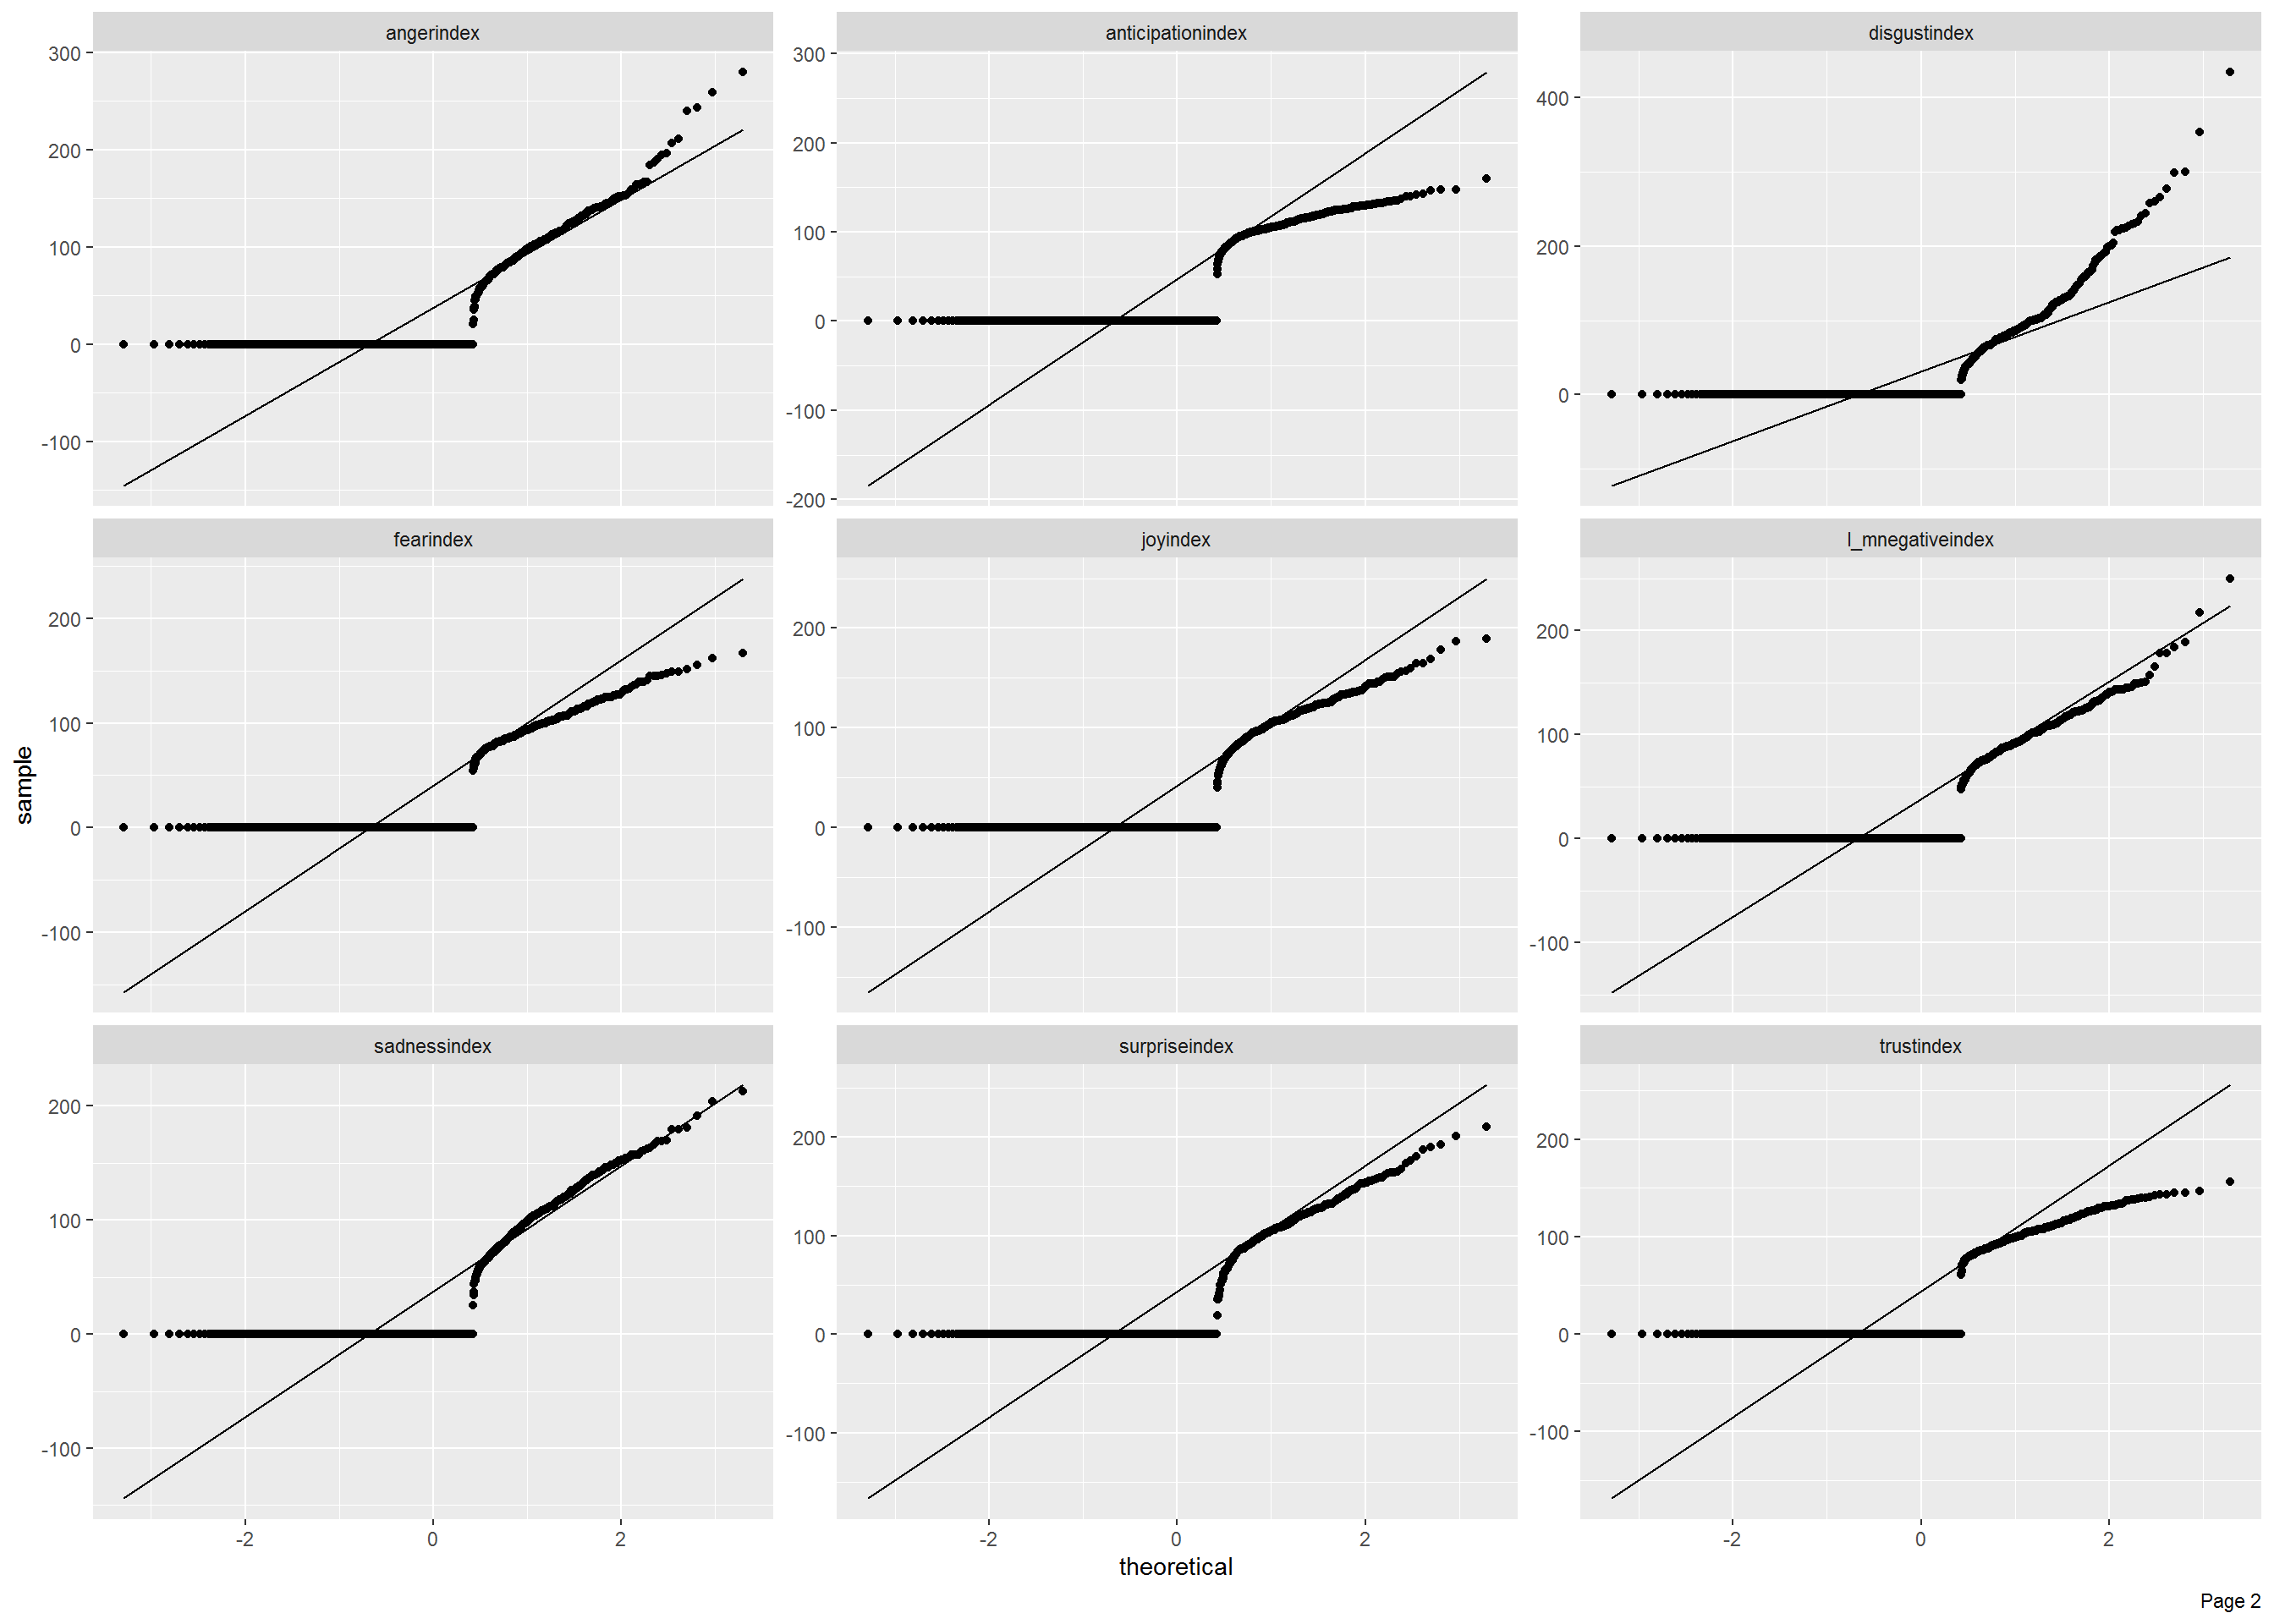 angerindex anticipationindex disgustindex
300 300
200 200 400
100 100 200
0 0 0
-100 -100
-200
fearindex joyindex l_mnegativeindex
200 200 200
100 100 100
0 0 0
-100 -100 -100
sample
sadnessindex surpriseindex trustindex
200 200 200
100 100 100
0 0 0
-100 -100 -100
-2 0 2 -2 0 2 -2 0 2
theoretical
Page 2